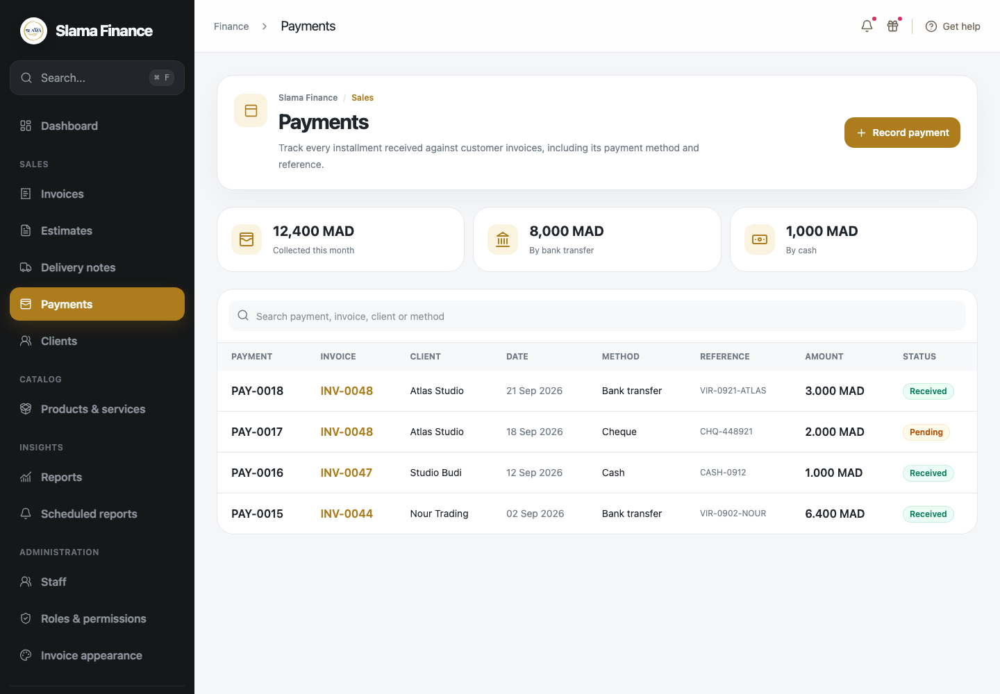 SLAMA
Slama Finance
Search...
⌘ F
Dashboard
SALES
Invoices
Estimates
Delivery notes
Payments
Clients
CATALOG
Products & services
INSIGHTS
Reports
Scheduled reports
ADMINISTRATION
Staff
Roles & permissions
Invoice appearance
Finance > Payments
Get help
Slama Finance / Sales
Payments
Track every installment received against customer invoices, including its payment method and
reference.
+ Record payment
12,400 MAD
Collected this month
8,000 MAD
By bank transfer
1,000 MAD
By cash
Search payment, invoice, client or method
PAYMENT INVOICE CLIENT DATE METHOD REFERENCE AMOUNT STATUS
PAY-0018 INV-0048 Atlas Studio 21 Sep 2026 Bank transfer VIR-0921-ATLAS 3.000 MAD Received
PAY-0017 INV-0048 Atlas Studio 18 Sep 2026 Cheque CHQ-448921 2.000 MAD Pending
PAY-0016 INV-0047 Studio Budi 12 Sep 2026 Cash CASH-0912 1.000 MAD Received
PAY-0015 INV-0044 Nour Trading 02 Sep 2026 Bank transfer VIR-0902-NOUR 6.400 MAD Received